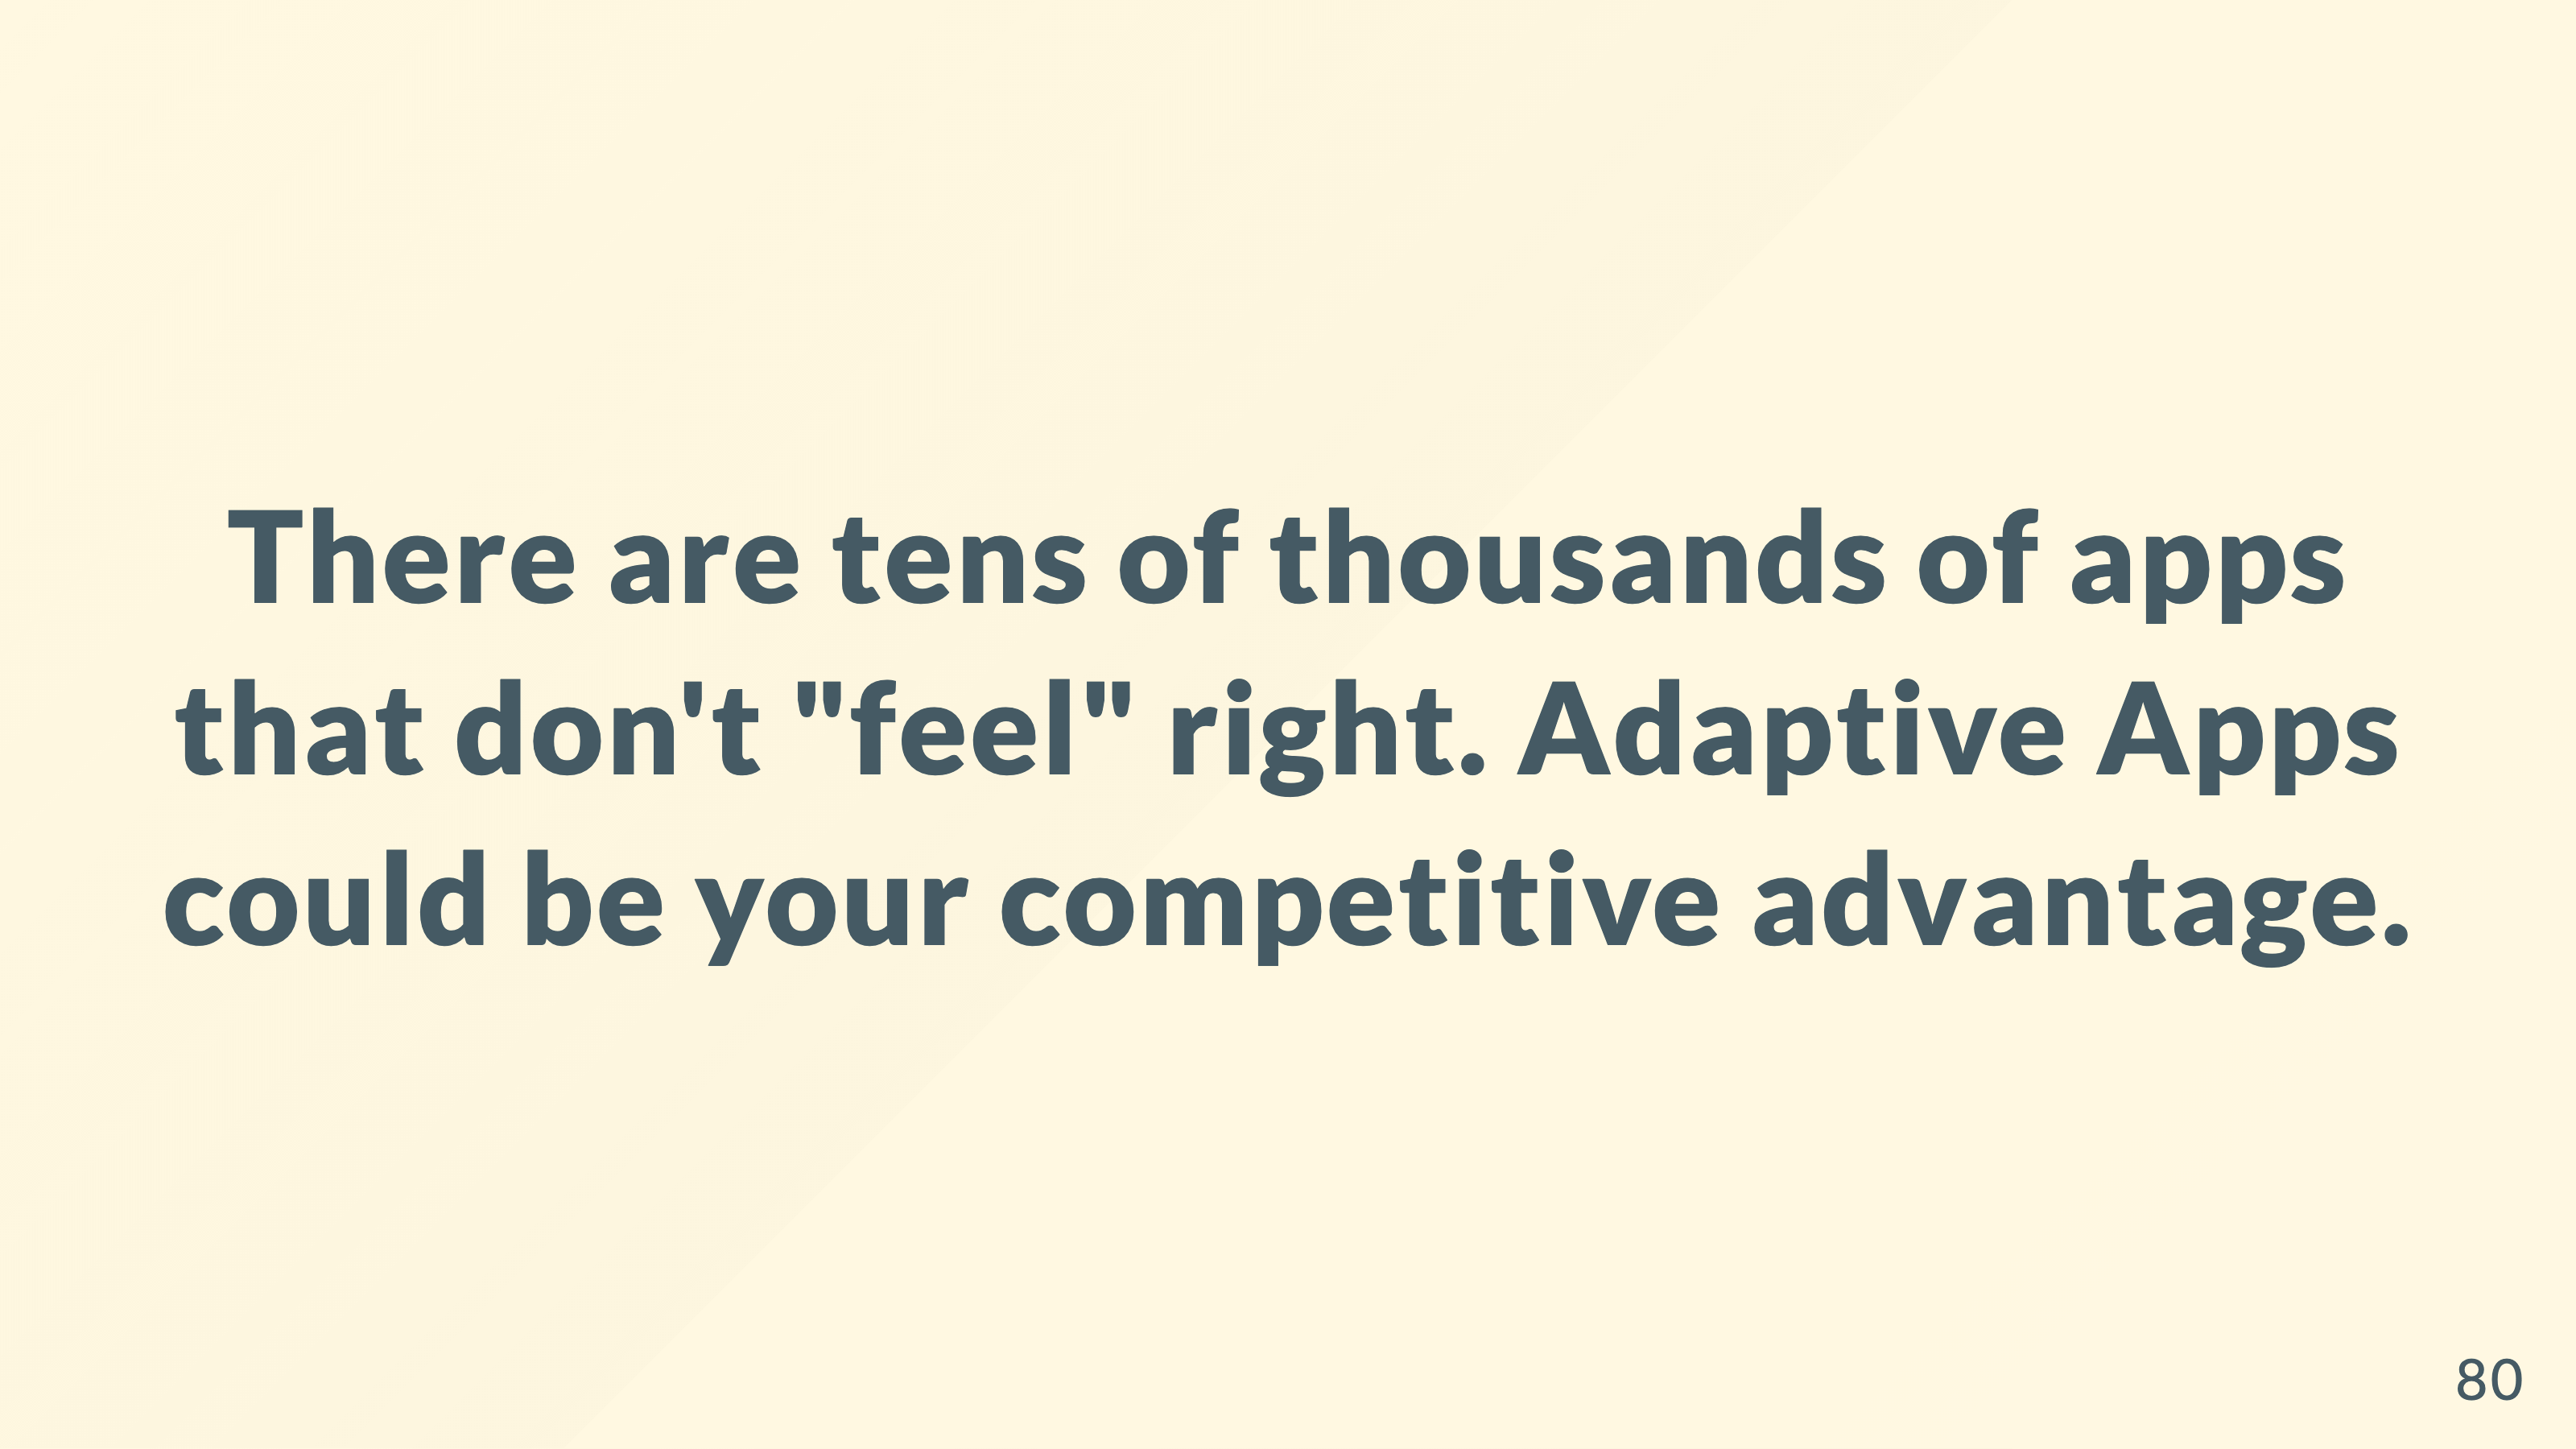 There are tens of thousands of apps
that don't "feel" right. Adaptive Apps
could be your competitive advantage.
80